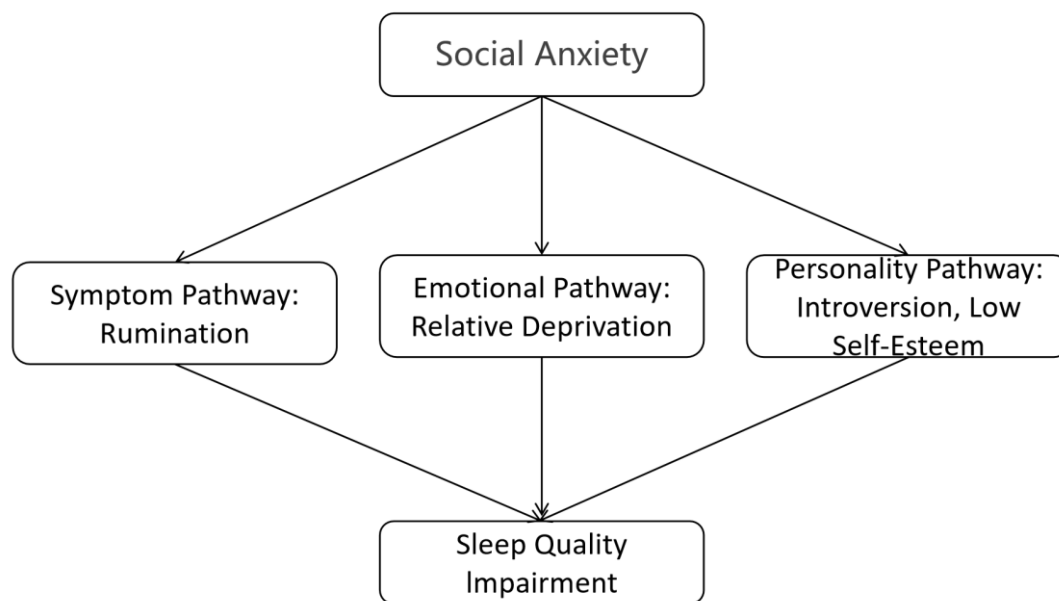 Social Anxiety
Symptom Pathway:
Rumination
Emotional Pathway:
Relative Deprivation
Personality Pathway:
Introversion, Low
Self-Esteem
Sleep Quality
Impairment